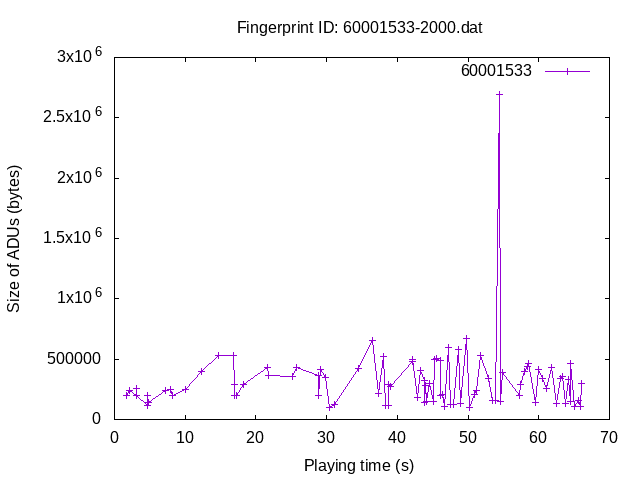 Fingerprint ID: 60001533-2000.dat
3x10^6
60001533
2.5x10^6
2x10^6
1.5x10^6
1x10^6
500000
0
Size of ADUs (bytes)
0 10 20 30 40 50 60 70
Playing time (s)